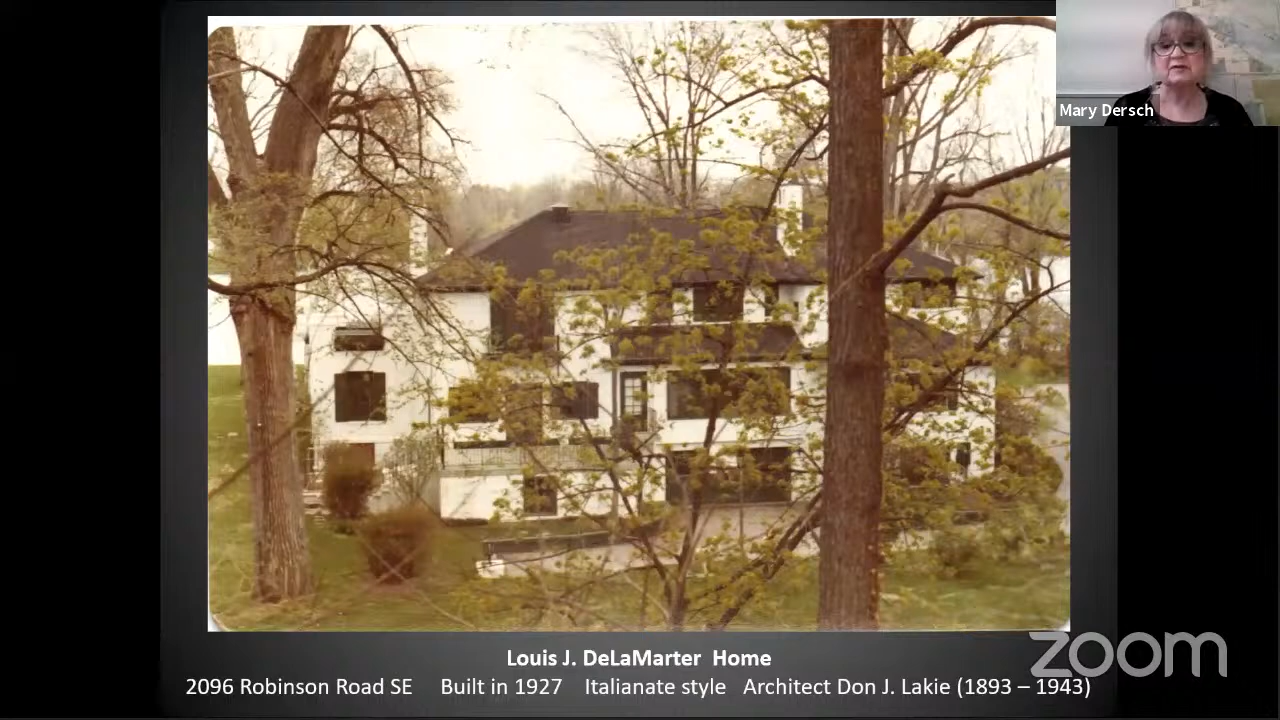 Mary Dersch
Louis J. DeLaMarter Home
2096 Robinson Road SE Built in 1927 Italianate style Architect Don J. Lakie (1893 – 1943)
zoom